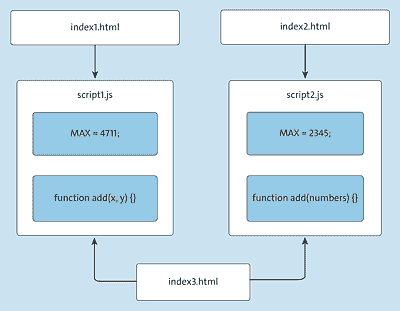 index1.html
index2.html
script1.js
script2.js
MAX = 4711;
MAX = 2345;
function add(x, y) {}
function add(numbers) {}
index3.html